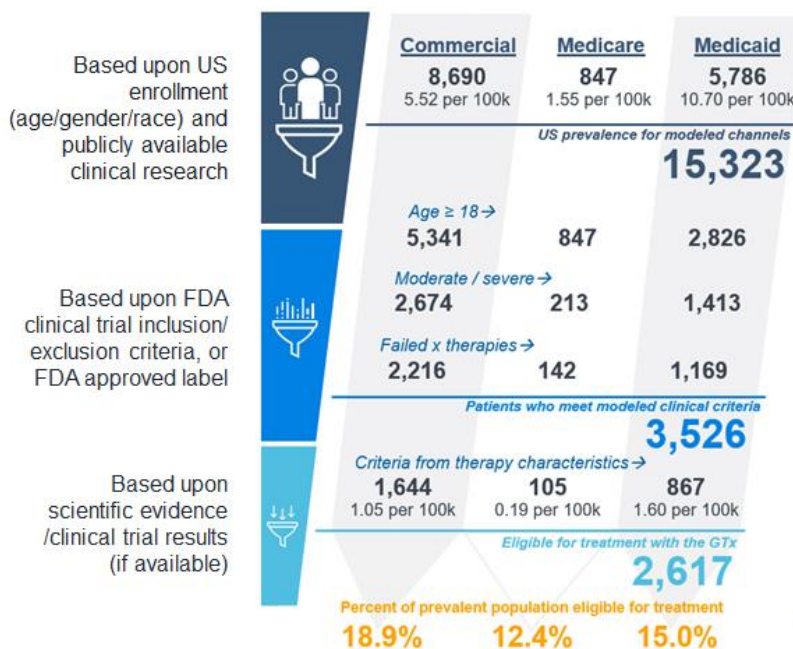 Based upon US
enrollment
(age/gender/race) and
publicly available
clinical research
Commercial Medicare Medicaid
8,690 847 5,786
5.52 per 100k 1.55 per 100k 10.70 per 100k
US prevalence for modeled channels
15,323
Based upon FDA
clinical trial inclusion/
exclusion criteria, or
FDA approved label
Age ≥ 18→
5,341 847 2,826
Moderate / severe→
2,674 213 1,413
Failed x therapies→
2,216 142 1,169
Patients who meet modeled clinical criteria
3,526
Based upon
scientific evidence
/clinical trial results
(if available)
Criteria from therapy characteristics→
1,644 105 867
1.05 per 100k 0.19 per 100k 1.60 per 100k
Eligible for treatment with the GTx
2,617
Percent of prevalent population eligible for treatment
18.9% 12.4% 15.0%